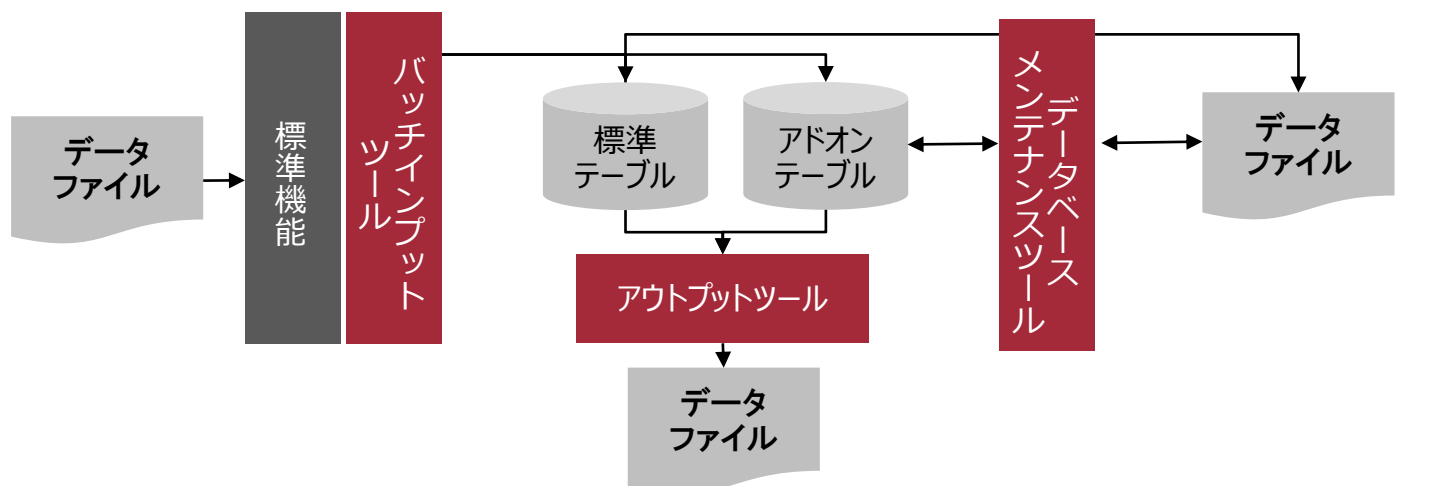 データ
ファイル
標準機能
バッチインプット
ツール
標準
テーブル
アドオン
テーブル
データベース
メンテナンスツール
データ
ファイル
アウトプットツール
データ
ファイル